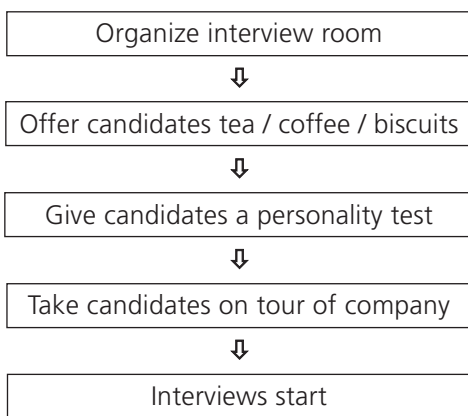 Organize interview room
Offer candidates tea / coffee / biscuits
Give candidates a personality test
Take candidates on tour of company
Interviews start